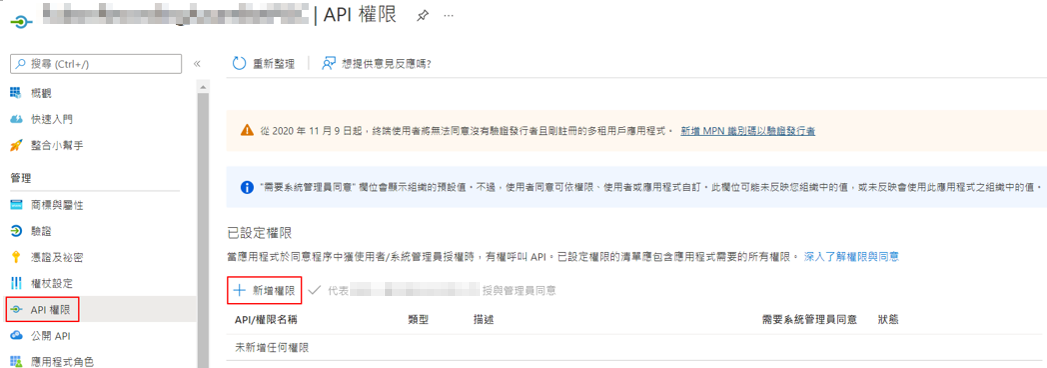 | API 權限
搜尋 (Ctrl+/)
«
重新整理
想提供意見反應嗎?
概觀
快速入門
整合小幫手
管理
商標與屬性
驗證
憑證及祕密
權杖設定
API 權限
公開 API
應用程式角色
從 2020 年 11 月 9 日起，終端使用者將無法同意沒有驗證發行者且剛註冊的多租用戶應用程式。 新增 MPN 識別碼以驗證發行者
"需要系統管理員同意" 欄位會顯示組織的預設值。不過，使用者同意可依權限、使用者或應用程式自訂。此欄位可能未反映您組織中的值，或未反映會使用此應用程式之組織中的值。
已設定權限
當應用程式於同意程序中獲使用者/系統管理員授權時，有權呼叫 API。已設定權限的清單應包含應用程式需要的所有權限。 深入了解權限與同意
新增權限
代表 授與管理員同意
API/權限名稱 類型 描述 需要系統管理員同意 狀態
未新增任何權限